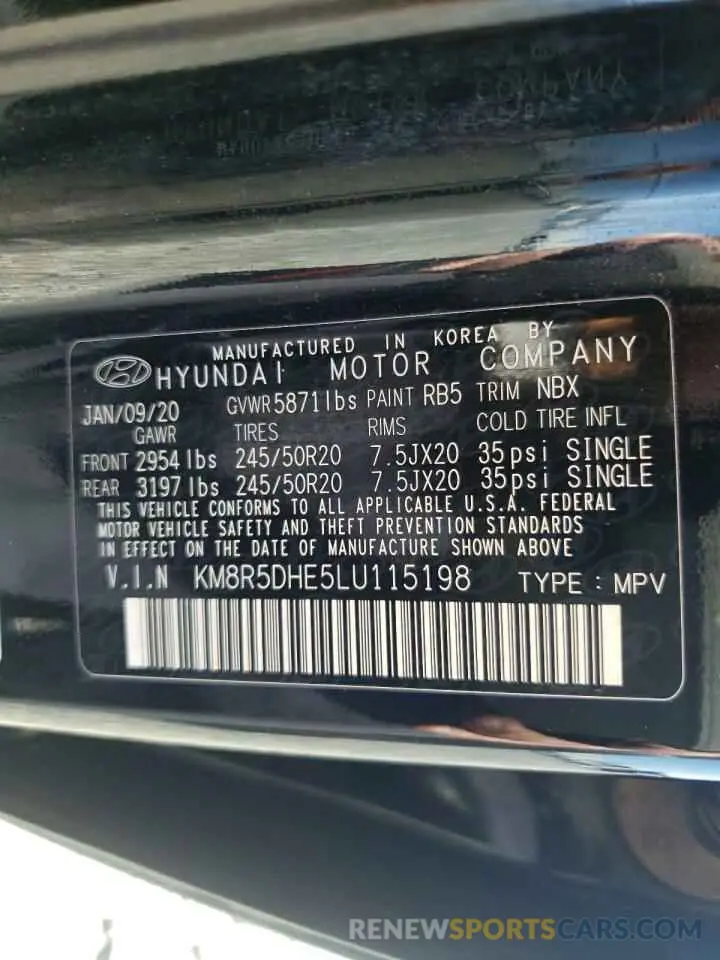 MANUFACTURED IN KOREA BY
HYUNDAI MOTOR COMPANY
JAN/09/20 GVWR 5871 lbs PAINT RB5 TRIM NBX
GAWR TIRES RIMS COLD TIRE INFL
FRONT 2954 lbs 245/50R20 7.5JX20 35psi SINGLE
REAR 3197 lbs 245/50R20 7.5JX20 35psi SINGLE
THIS VEHICLE CONFORMS TO ALL APPLICABLE U.S.A. FEDERAL
MOTOR VEHICLE SAFETY AND THEFT PREVENTION STANDARDS
IN EFFECT ON THE DATE OF MANUFACTURE SHOWN ABOVE
V.I.N KM8R5DHE5LU115198 TYPE : MPV
RENEWSPORTSCARS.COM